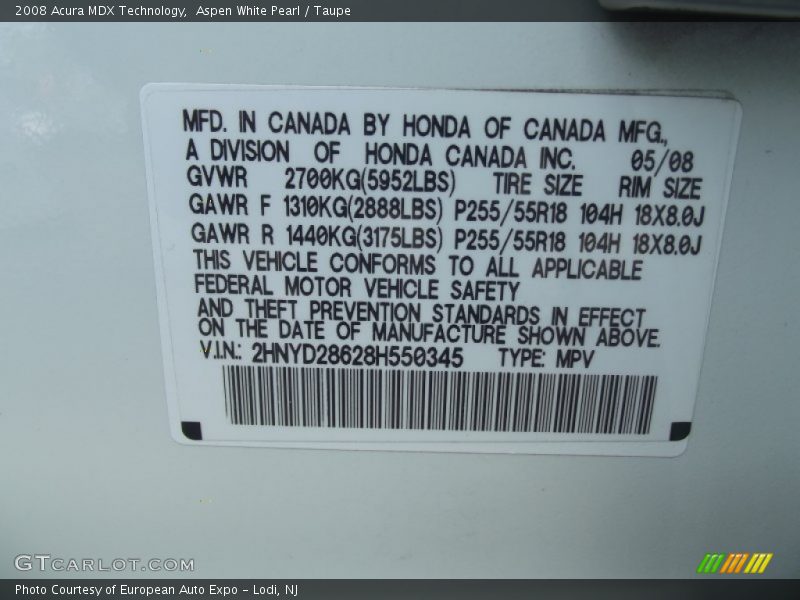 2008 Acura MDX Technology, Aspen White Pearl / Taupe
MFD. IN CANADA BY HONDA OF CANADA MFG.,
A DIVISION OF HONDA CANADA INC. 05/08
GVWR 2700KG(5952LBS) TIRE SIZE RIM SIZE
GAWR F 1310KG(2888LBS) P255/55R18 104H 18X8.0J
GAWR R 1440KG(3175LBS) P255/55R18 104H 18X8.0J
THIS VEHICLE CONFORMS TO ALL APPLICABLE
FEDERAL MOTOR VEHICLE SAFETY
AND THEFT PREVENTION STANDARDS IN EFFECT
ON THE DATE OF MANUFACTURE SHOWN ABOVE.
V.I.N.: 2HNYD28628H550345 TYPE: MPV
GTCARLOT.COM
Photo Courtesy of European Auto Expo - Lodi, NJ